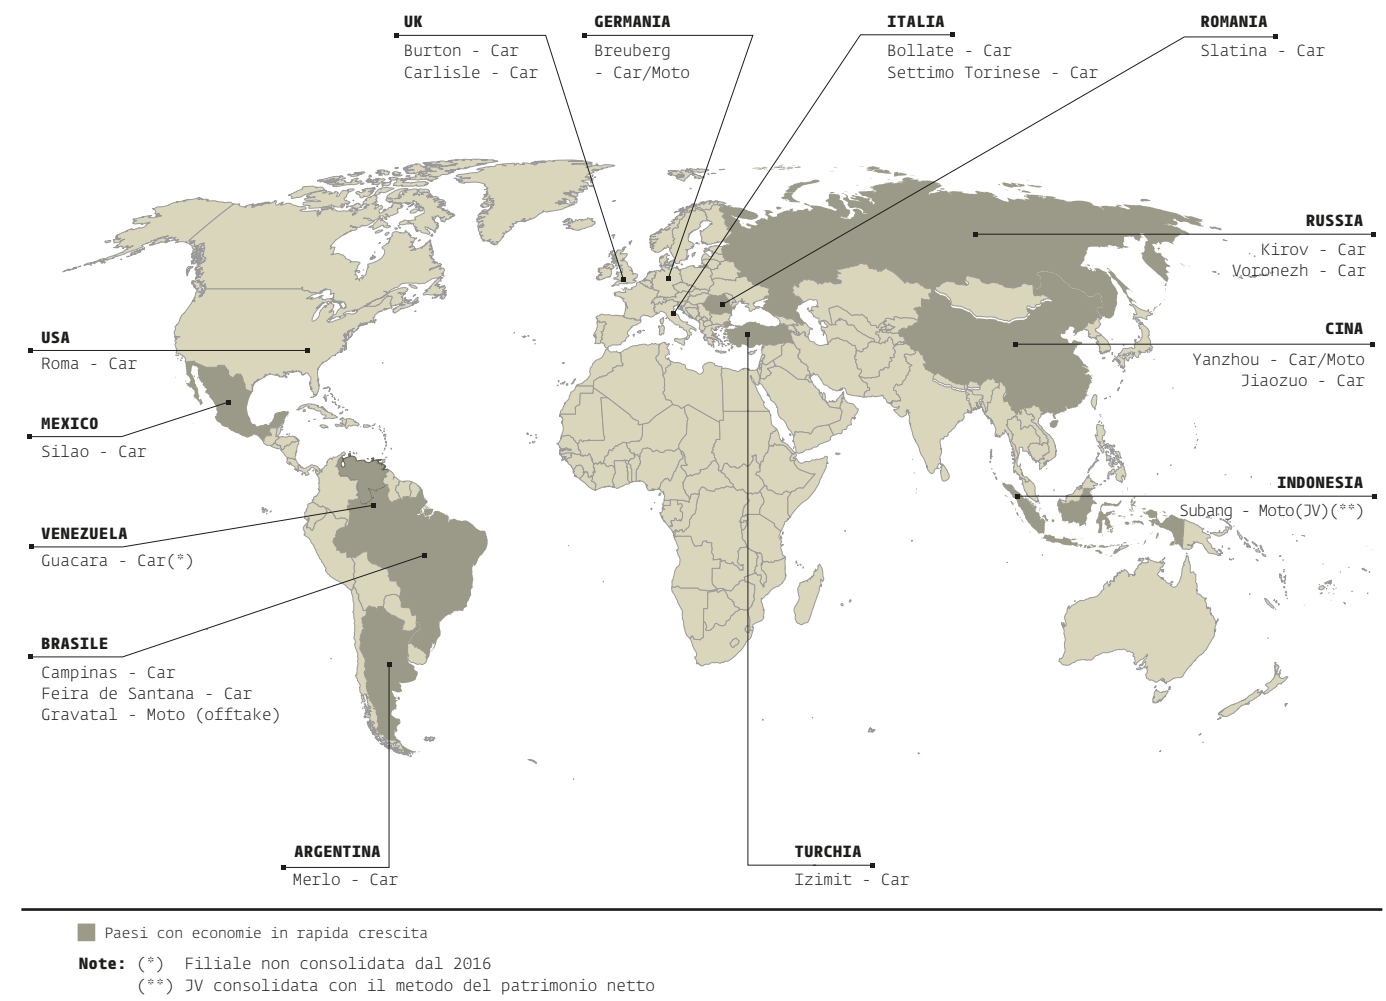 UK
Burton - Car
Carlisle - Car
GERMANIA
Breuberg
- Car/Moto
ITALIA
Bollate - Car
Settimo Torinese - Car
ROMANIA
Slatina - Car
RUSSIA
Kirov - Car
Voronezh - Car
USA
Roma - Car
CINA
Yanzhou - Car/Moto
Jiaozuo - Car
MEXICO
Silao - Car
INDONESIA
Subang - Moto(JV)(**)
VENEZUELA
Guacara - Car(*)
BRASILE
Campinas - Car
Feira de Santana - Car
Gravatal - Moto (offtake)
ARGENTINA
Merlo - Car
TURCHIA
Izimit - Car
Paesi con economie in rapida crescita
Note: (*) Filiale non consolidata dal 2016
(**) JV consolidata con il metodo del patrimonio netto